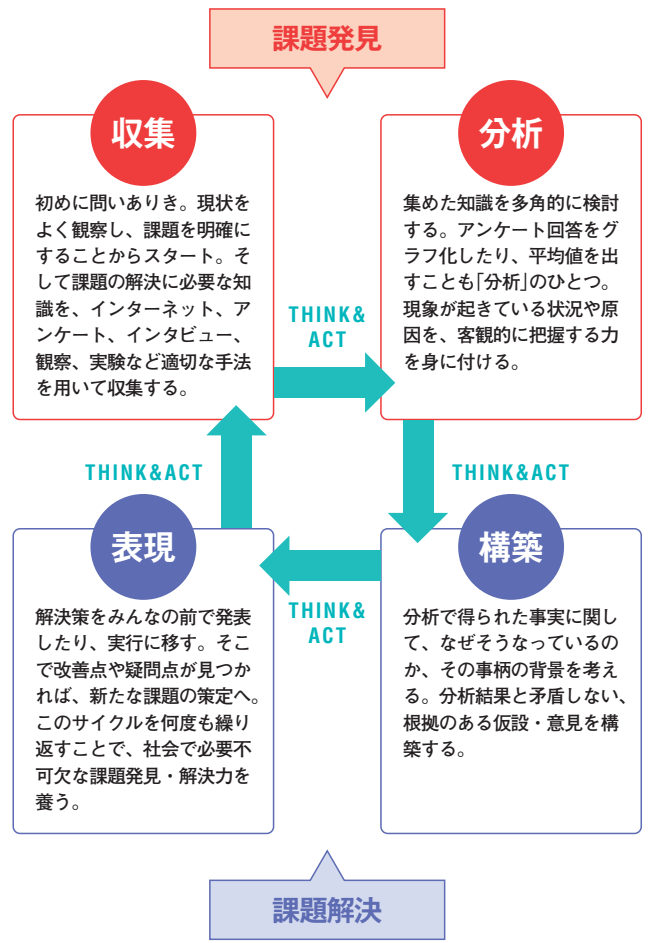 課題発見
収集
初めに問いありき。現状を
よく観察し、課題を明確に
することからスタート。そ
して課題の解決に必要な知
識を、インターネット、ア
ンケート、インタビュー、
観察、実験など適切な手法
を用いて収集する。
THINK&
ACT
分析
集めた知識を多角的に検討
する。アンケート回答をグ
ラフ化したり、平均値を出
すことも「分析」のひとつ。
現象が起きている状況や原
因を、客観的に把握する力
を身に付ける。
THINK&ACT
THINK&ACT
表現
解決策をみんなの前で発表
したり、実行に移す。そこ
で改善点や疑問点が見つか
れば、新たな課題の策定へ。
このサイクルを何度も繰り
返すことで、社会で必要不
可欠な課題発見・解決力を
養う。
THINK&
ACT
構築
分析で得られた事実に関し
て、なぜそうなっているの
か、その事柄の背景を考え
る。分析結果と矛盾しない、
根拠のある仮設・意見を構
築する。
課題解決